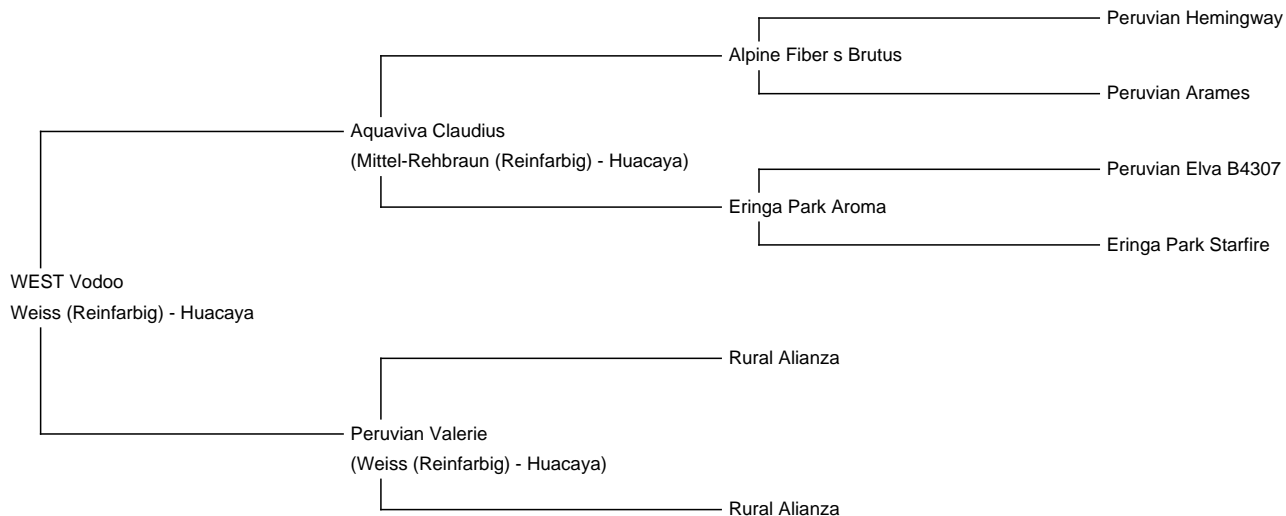 Peruvian Hemingway
Alpine Fiber s Brutus
Peruvian Arames
Aquaviva Claudius
(Mittel-Rehbraun (Reinfarbig) - Huacaya)
Peruvian Elva B4307
Eringa Park Aroma
Eringa Park Starfire
WEST Vodoo
Weiss (Reinfarbig) - Huacaya
Rural Alianza
Peruvian Valerie
(Weiss (Reinfarbig) - Huacaya)
Rural Alianza